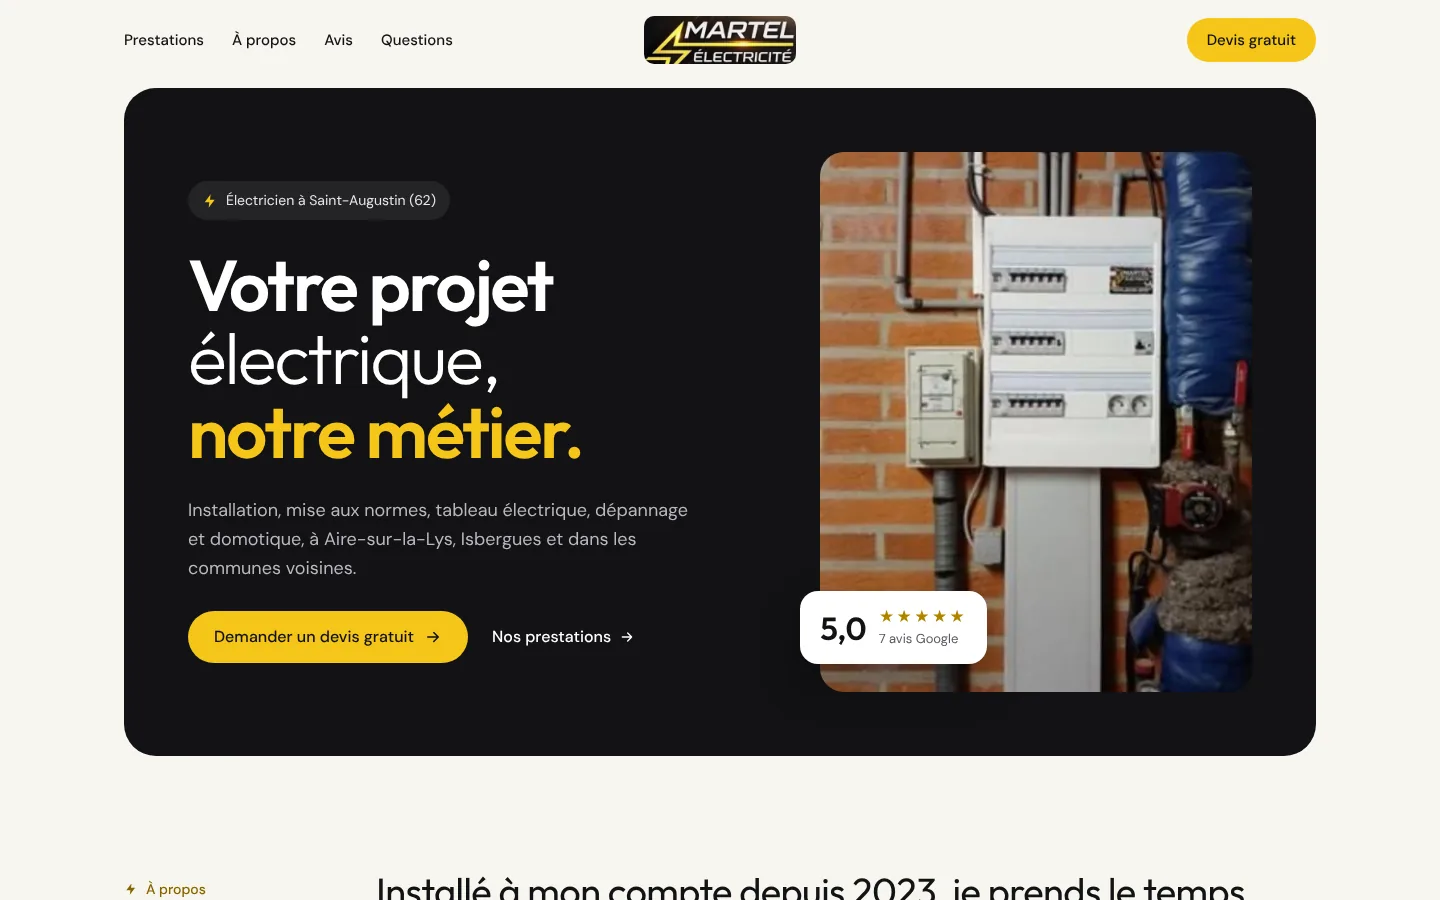 Prestations
À propos
Avis
Questions
MARTEL
ÉLECTRICITÉ
Devis gratuit
Électricien à Saint-Augustin (62)
Votre projet
électrique,
notre métier.
Installation, mise aux normes, tableau électrique, dépannage
et domotique, à Aire-sur-la-Lys, Isbergues et dans les
communes voisines.
Demander un devis gratuit →
Nos prestations →
MARTEL
5,0
★★★★★
7 avis Google
À propos
Installé à mon compte depuis 2023, je prends le temps